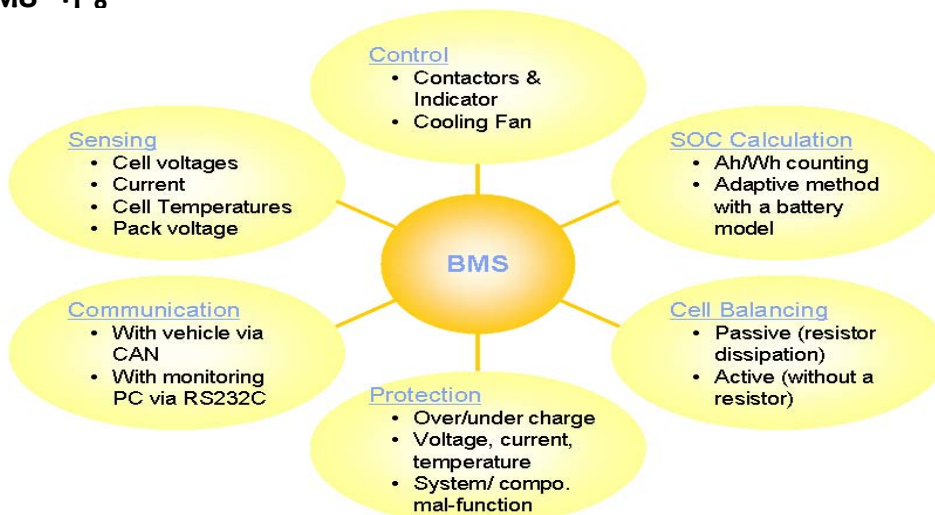 Control
• Contactors &
Indicator
• Cooling Fan
Sensing
• Cell voltages
• Current
• Cell Temperatures
• Pack voltage
SOC Calculation
• Ah/Wh counting
• Adaptive method
with a battery
model
BMS
Communication
• With vehicle via
CAN
• With monitoring
PC via RS232C
Cell Balancing
• Passive (resistor
dissipation)
• Active (without a
resistor)
Protection
• Over/under charge
• Voltage, current,
temperature
• System/ compo.
mal-function